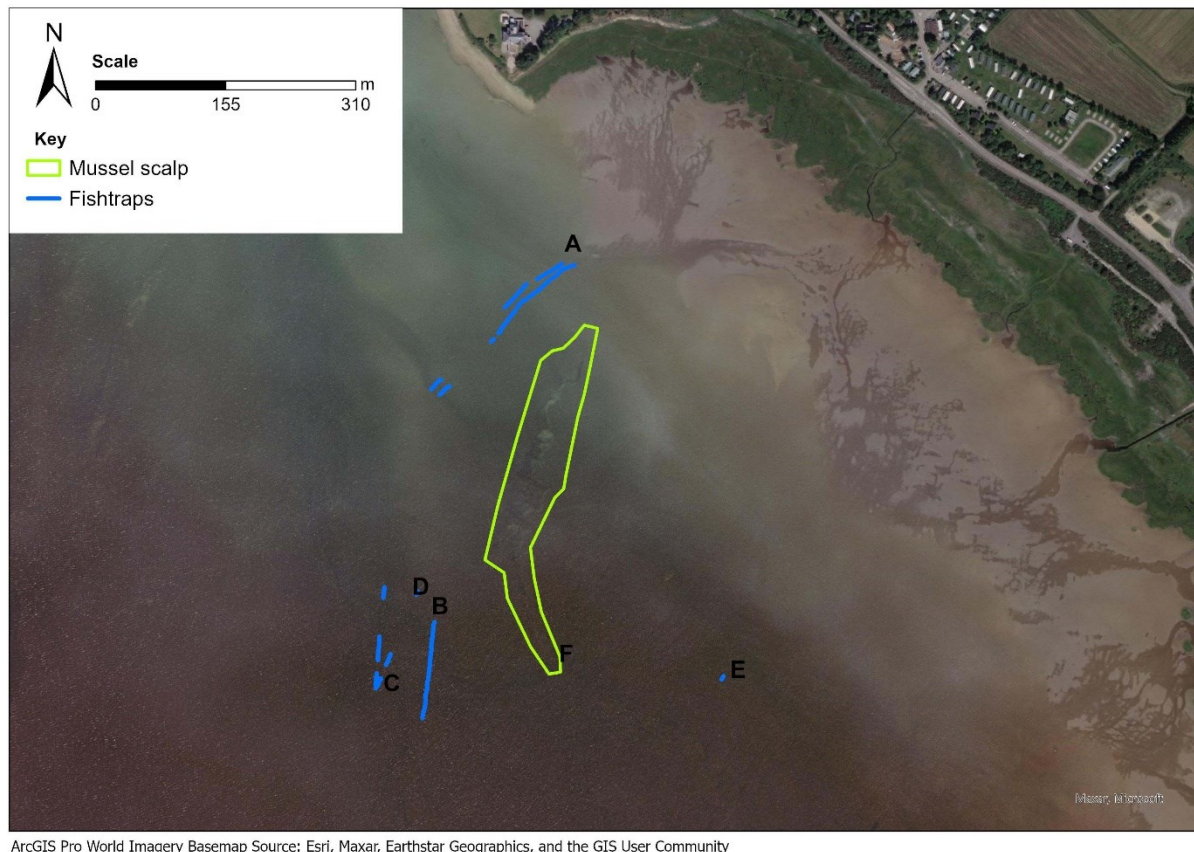 N
Scale
m
0 155 310
Key
Mussel scalp
Fishtraps
A
D
B
C
F
E
Maxar, Microsoft
ArcGIS Pro World Imagery Basemap Source: Esri, Maxar, Earthstar Geographics, and the GIS User Community